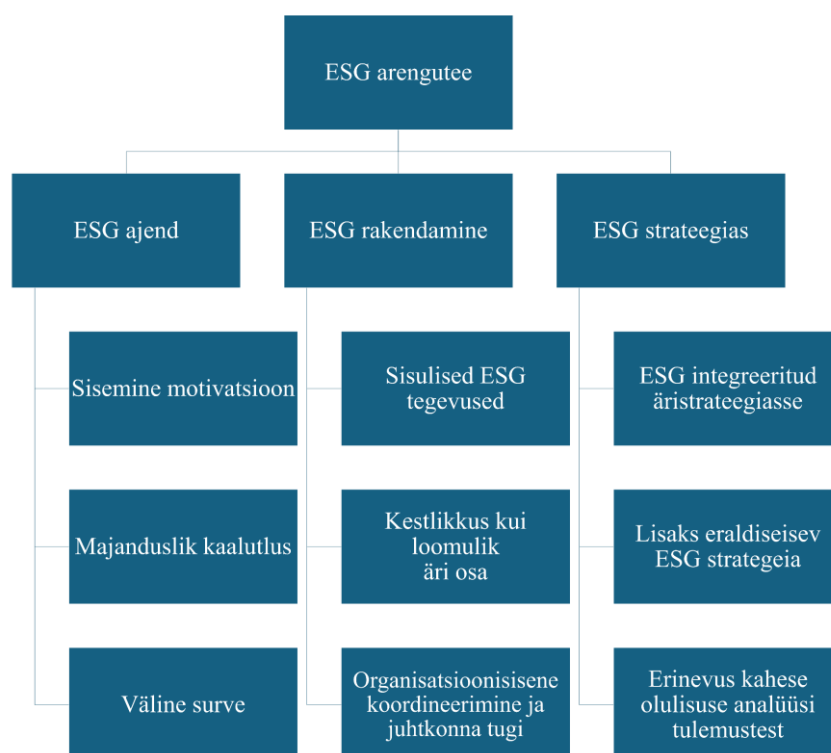 ESG arengutee
ESG ajend
ESG rakendamine
ESG strateegias
Sisemine motivatsioon
Sisulised ESG
tegevused
ESG integreeritud
äristrateegiasse
Majanduslik kaalutlus
Kestlikkus kui
loomulik
äri osa
Lisaks eraldiseisev
ESG strategeia
Väline surve
Organisatsioonisisene
koordineerimine ja
juhtkonna tugi
Erinevus kahese
olulisuse analüüsi
tulemustest